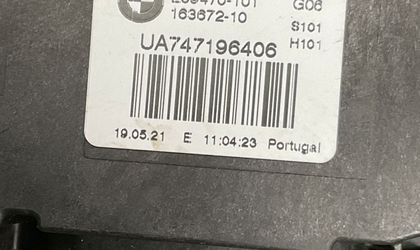 G06
163672-10 S101
UA747196406 H101
19.05.21 E 11:04:23 Portugal